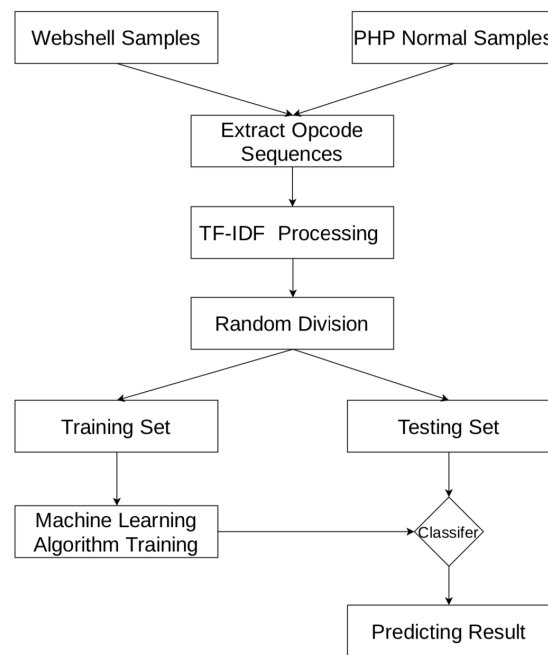 Webshell Samples
PHP Normal Samples
Extract Opcode
Sequences
TF-IDF Processing
Random Division
Training Set
Testing Set
Machine Learning
Algorithm Training
Classifer
Predicting Result